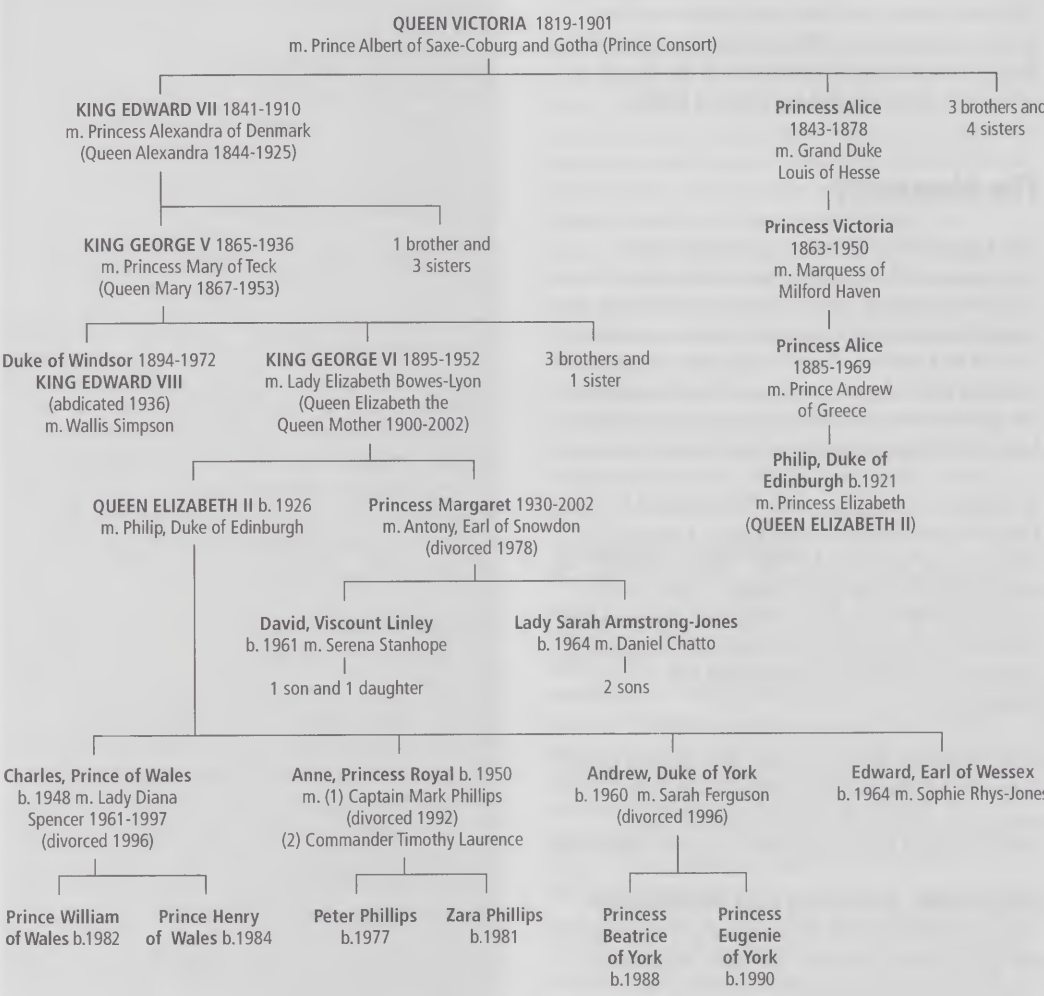 QUEEN VICTORIA 1819-1901
m. Prince Albert of Saxe-Coburg and Gotha (Prince Consort)
KING EDWARD VII 1841-1910
m. Princess Alexandra of Denmark
(Queen Alexandra 1844-1925)
Princess Alice
1843-1878
m. Grand Duke
Louis of Hesse
3 brothers and
4 sisters
KING GEORGE V 1865-1936
m. Princess Mary of Teck
(Queen Mary 1867-1953)
1 brother and
3 sisters
Princess Victoria
1863-1950
m. Marquess of
Milford Haven
Duke of Windsor 1894-1972
KING EDWARD VIII
(abdicated 1936)
m. Wallis Simpson
KING GEORGE VI 1895-1952
m. Lady Elizabeth Bowes-Lyon
(Queen Elizabeth the
Queen Mother 1900-2002)
3 brothers and
1 sister
Princess Alice
1885-1969
m. Prince Andrew
of Greece
QUEEN ELIZABETH II b. 1926
m. Philip, Duke of Edinburgh
Princess Margaret 1930-2002
m. Antony, Earl of Snowdon
(divorced 1978)
Philip, Duke of
Edinburgh b.1921
m. Princess Elizabeth
(QUEEN ELIZABETH II)
David, Viscount Linley
b. 1961 m. Serena Stanhope
1 son and 1 daughter
Lady Sarah Armstrong-Jones
b. 1964 m. Daniel Chatto
2 sons
Charles, Prince of Wales
b. 1948 m. Lady Diana
Spencer 1961-1997
(divorced 1996)
Anne, Princess Royal b. 1950
m. (1) Captain Mark Phillips
(divorced 1992)
(2) Commander Timothy Laurence
Andrew, Duke of York
b. 1960 m. Sarah Ferguson
(divorced 1996)
Edward, Earl of Wessex
b. 1964 m. Sophie Rhys-Jones
Prince William
of Wales b.1982
Prince Henry
of Wales b.1984
Peter Phillips
b.1977
Zara Phillips
b.1981
Princess
Beatrice
of York
b.1988
Princess
Eugenie
of York
b.1990